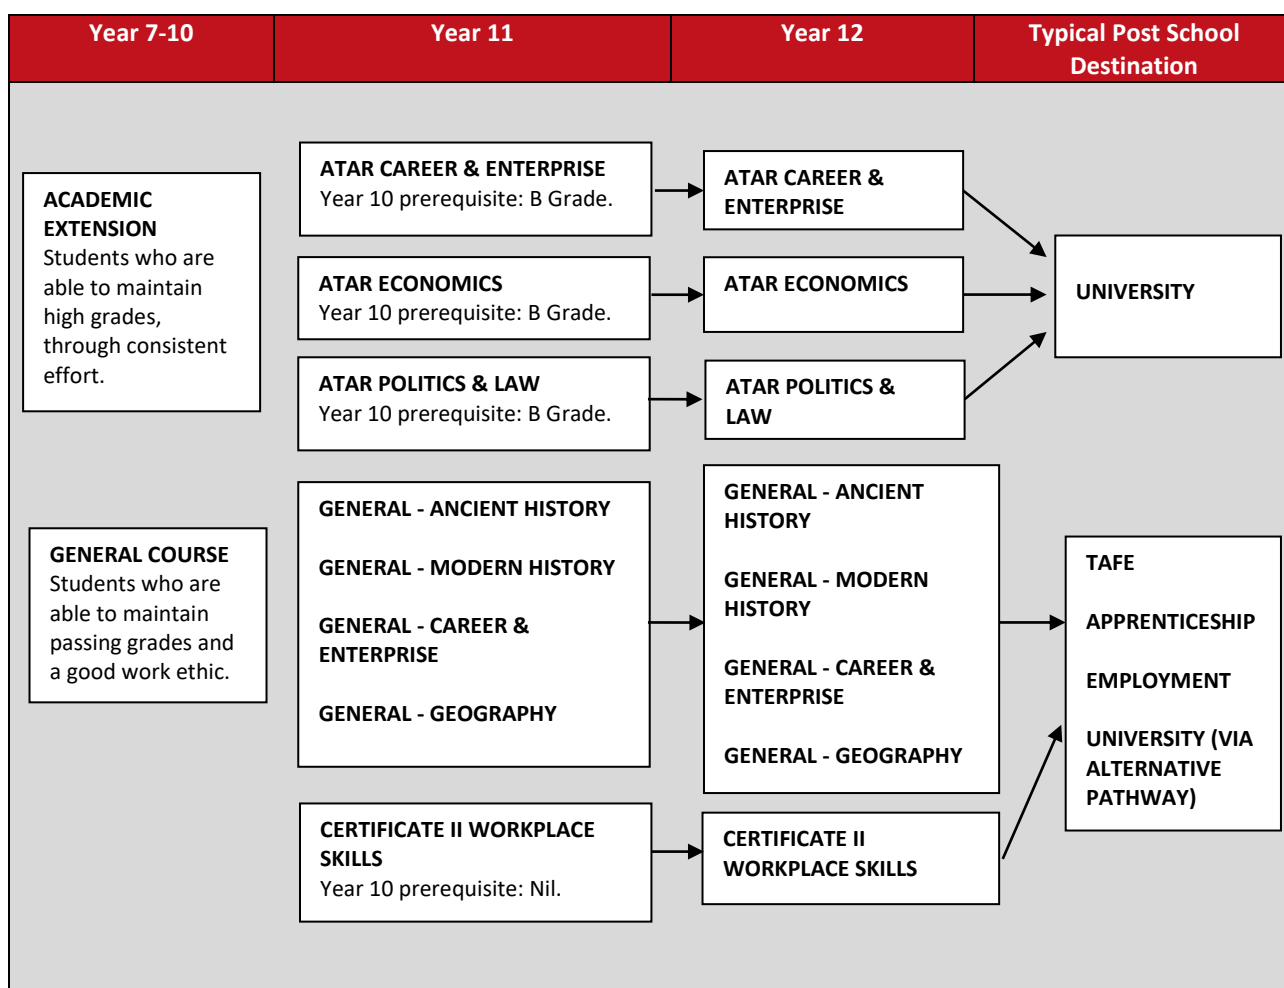 Year 7-10
Year 11
Year 12
Typical Post School
Destination
ACADEMIC
EXTENSION
Students who are
able to maintain
high grades,
through consistent
effort.
ATAR CAREER & ENTERPRISE
Year 10 prerequisite: B Grade.
ATAR CAREER &
ENTERPRISE
ATAR ECONOMICS
Year 10 prerequisite: B Grade.
ATAR ECONOMICS
ATAR POLITICS & LAW
Year 10 prerequisite: B Grade.
ATAR POLITICS &
LAW
UNIVERSITY
GENERAL COURSE
Students who are
able to maintain
passing grades and
a good work ethic.
GENERAL - ANCIENT HISTORY
GENERAL - MODERN HISTORY
GENERAL - CAREER &
ENTERPRISE
GENERAL - GEOGRAPHY
GENERAL - ANCIENT
HISTORY
GENERAL - MODERN
HISTORY
GENERAL - CAREER &
ENTERPRISE
GENERAL - GEOGRAPHY
CERTIFICATE II WORKPLACE
SKILLS
Year 10 prerequisite: Nil.
CERTIFICATE II
WORKPLACE SKILLS
TAFE
APPRENTICESHIP
EMPLOYMENT
UNIVERSITY (VIA
ALTERNATIVE
PATHWAY)